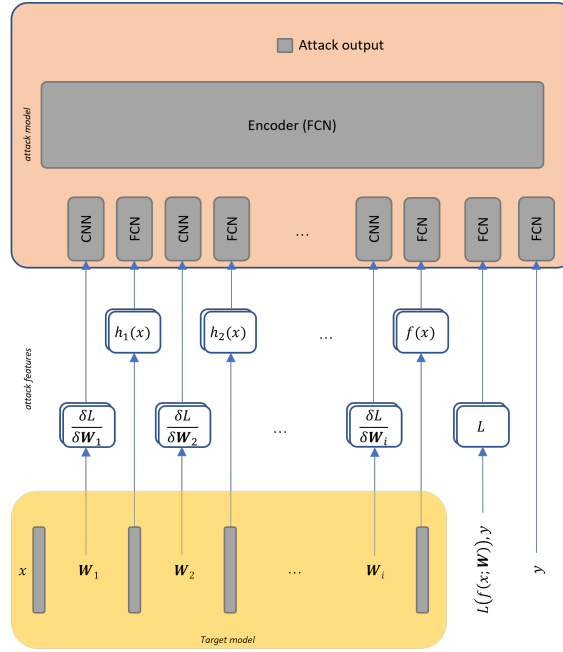 Attack output
attack model
Encoder (FCN)
CNN
FCN
CNN
FCN
...
CNN
FCN
FCN
FCN
attack features
h₁(x)
h₂(x)
...
f(x)
δL
δW₁
δL
δW₂
...
δL
δWᵢ
L
x
W₁
W₂
...
Wᵢ
L(f(x; W)), y
y
Target model